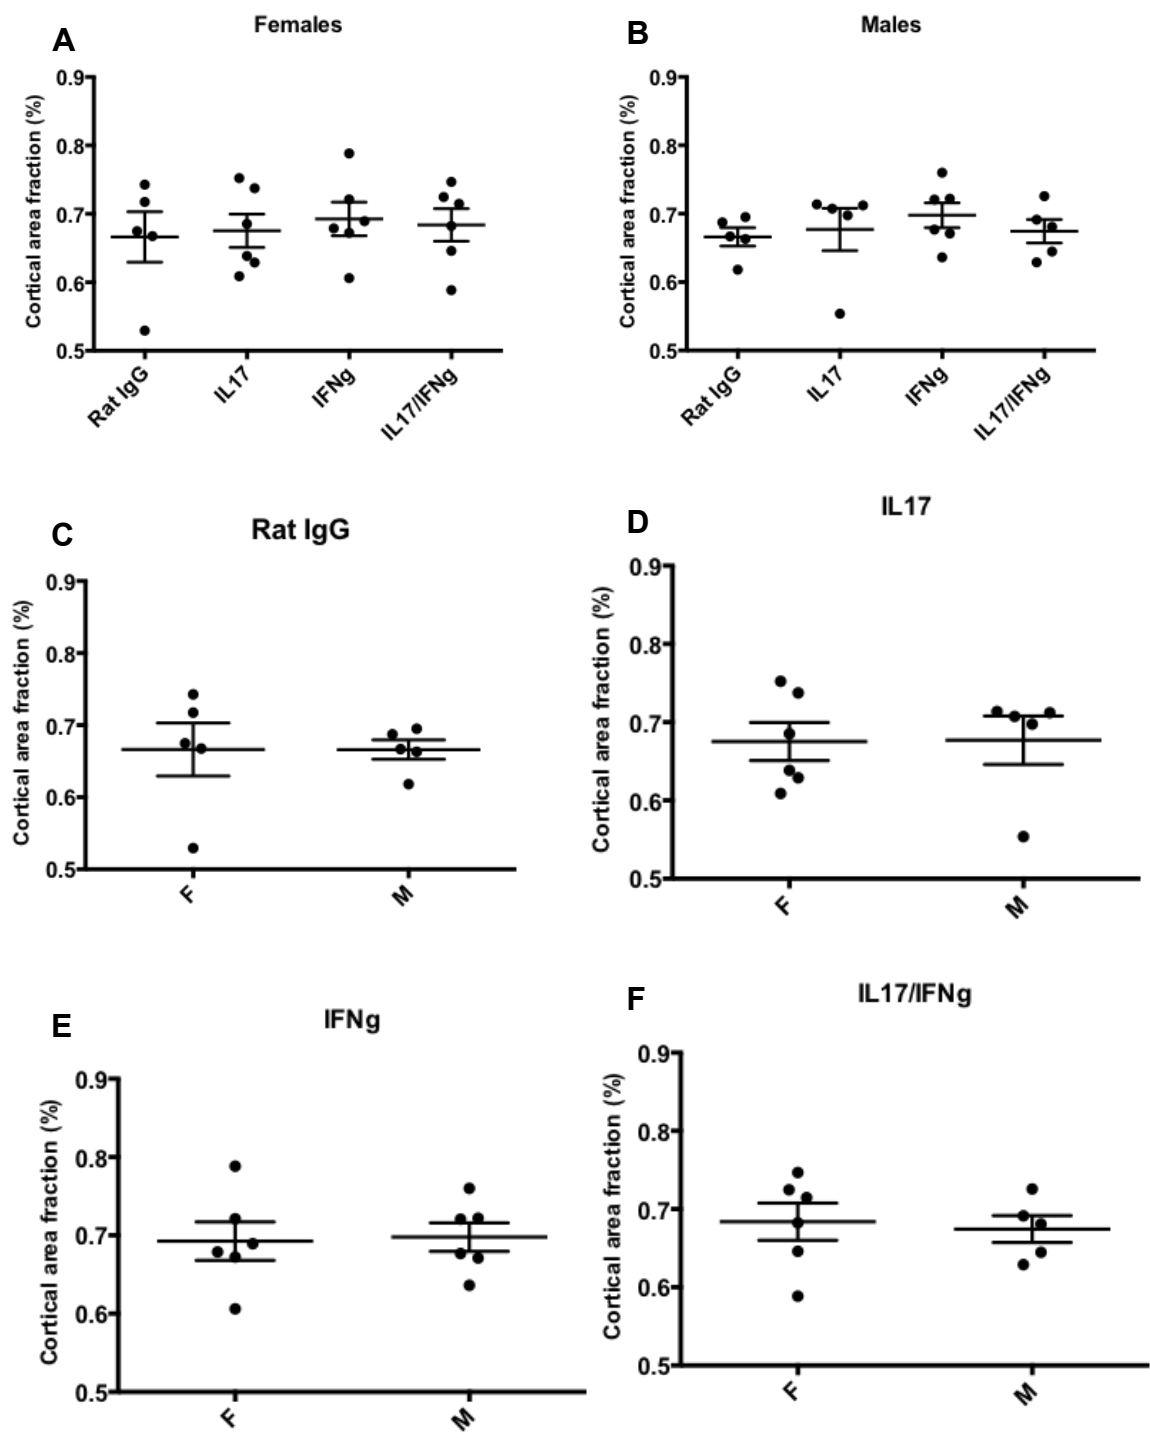 A
Females
Cortical area fraction (%)
0.9
0.8
0.7
0.6
0.5
Rat IgG
IL17
IFNg
IL17/IFNg
B
Males
Cortical area fraction (%)
0.9
0.8
0.7
0.6
0.5
Rat IgG
IL17
IFNg
IL17/IFNg
C
Rat IgG
Cortical area fraction (%)
0.9
0.8
0.7
0.6
0.5
F
M
D
IL17
Cortical area fraction (%)
0.9
0.8
0.7
0.6
0.5
F
M
E
IFNg
Cortical area fraction (%)
0.9
0.8
0.7
0.6
0.5
F
M
F
IL17/IFNg
Cortical area fraction (%)
0.9
0.8
0.7
0.6
0.5
F
M